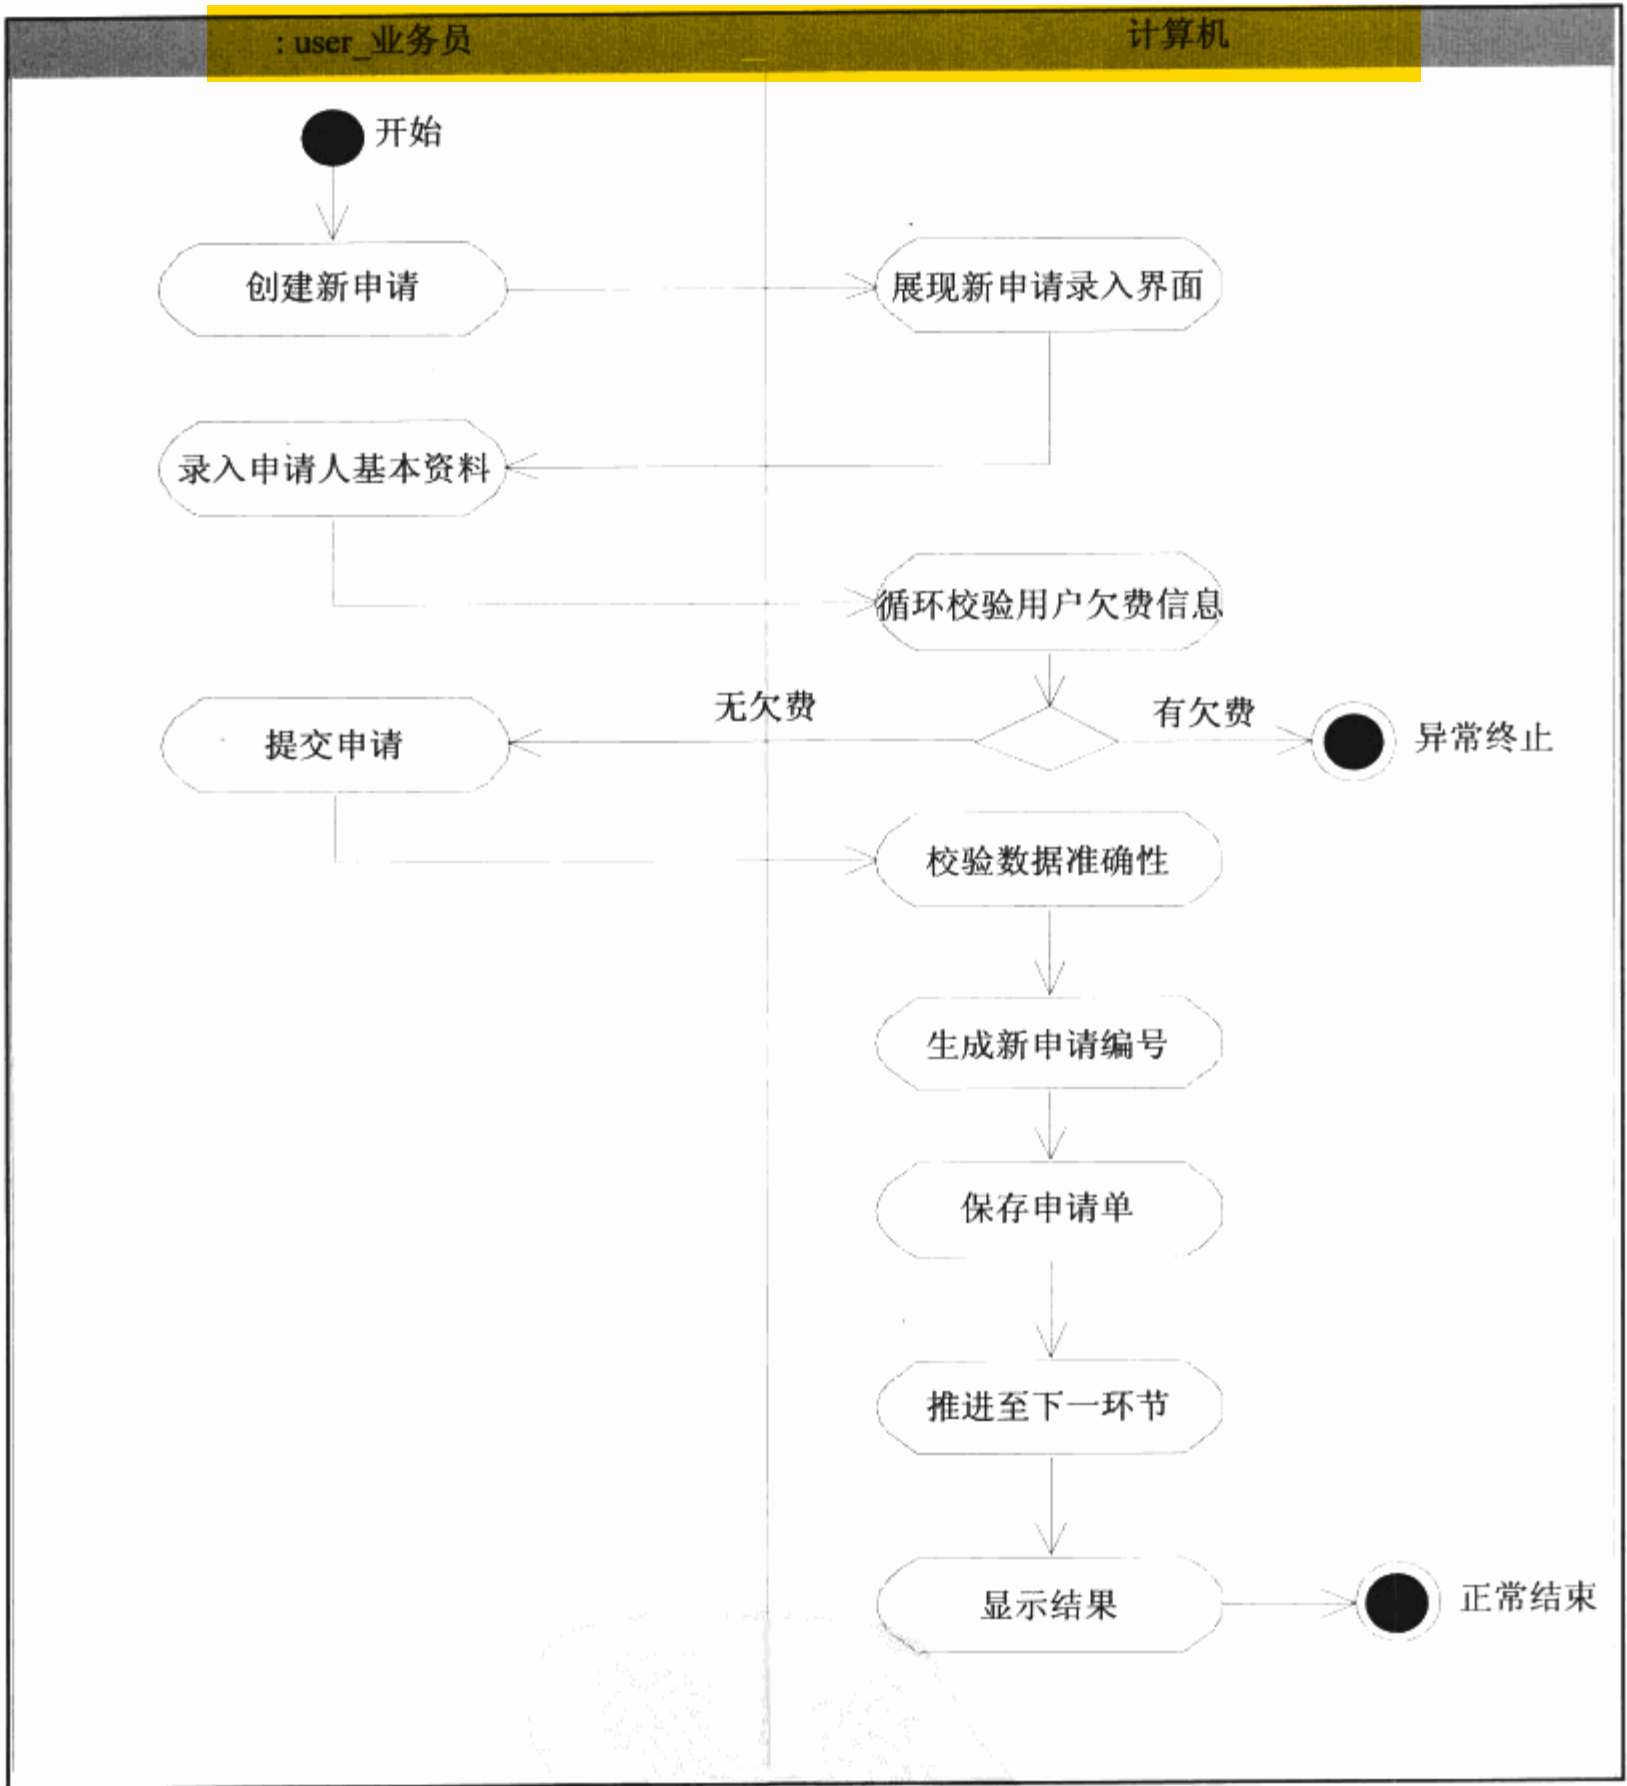 : user_业务员
计算机
开始
创建新申请
展现新申请录入界面
录入申请人基本资料
循环校验用户欠费信息
无欠费
有欠费
提交申请
异常终止
校验数据准确性
生成新申请编号
保存申请单
推进至下一环节
显示结果
正常结束